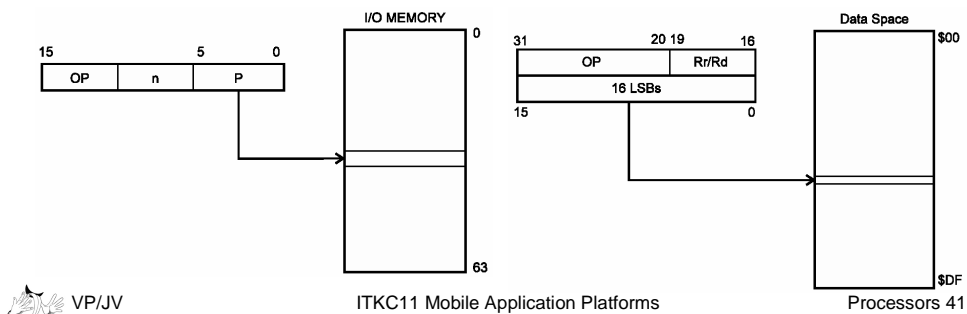 I/O MEMORY
15 5 0
OP n P
0
63
Data Space
31 20 19 16
OP Rr/Rd
16 LSBs
15 0
$00
$DF
VP/JV ITKC11 Mobile Application Platforms Processors 41